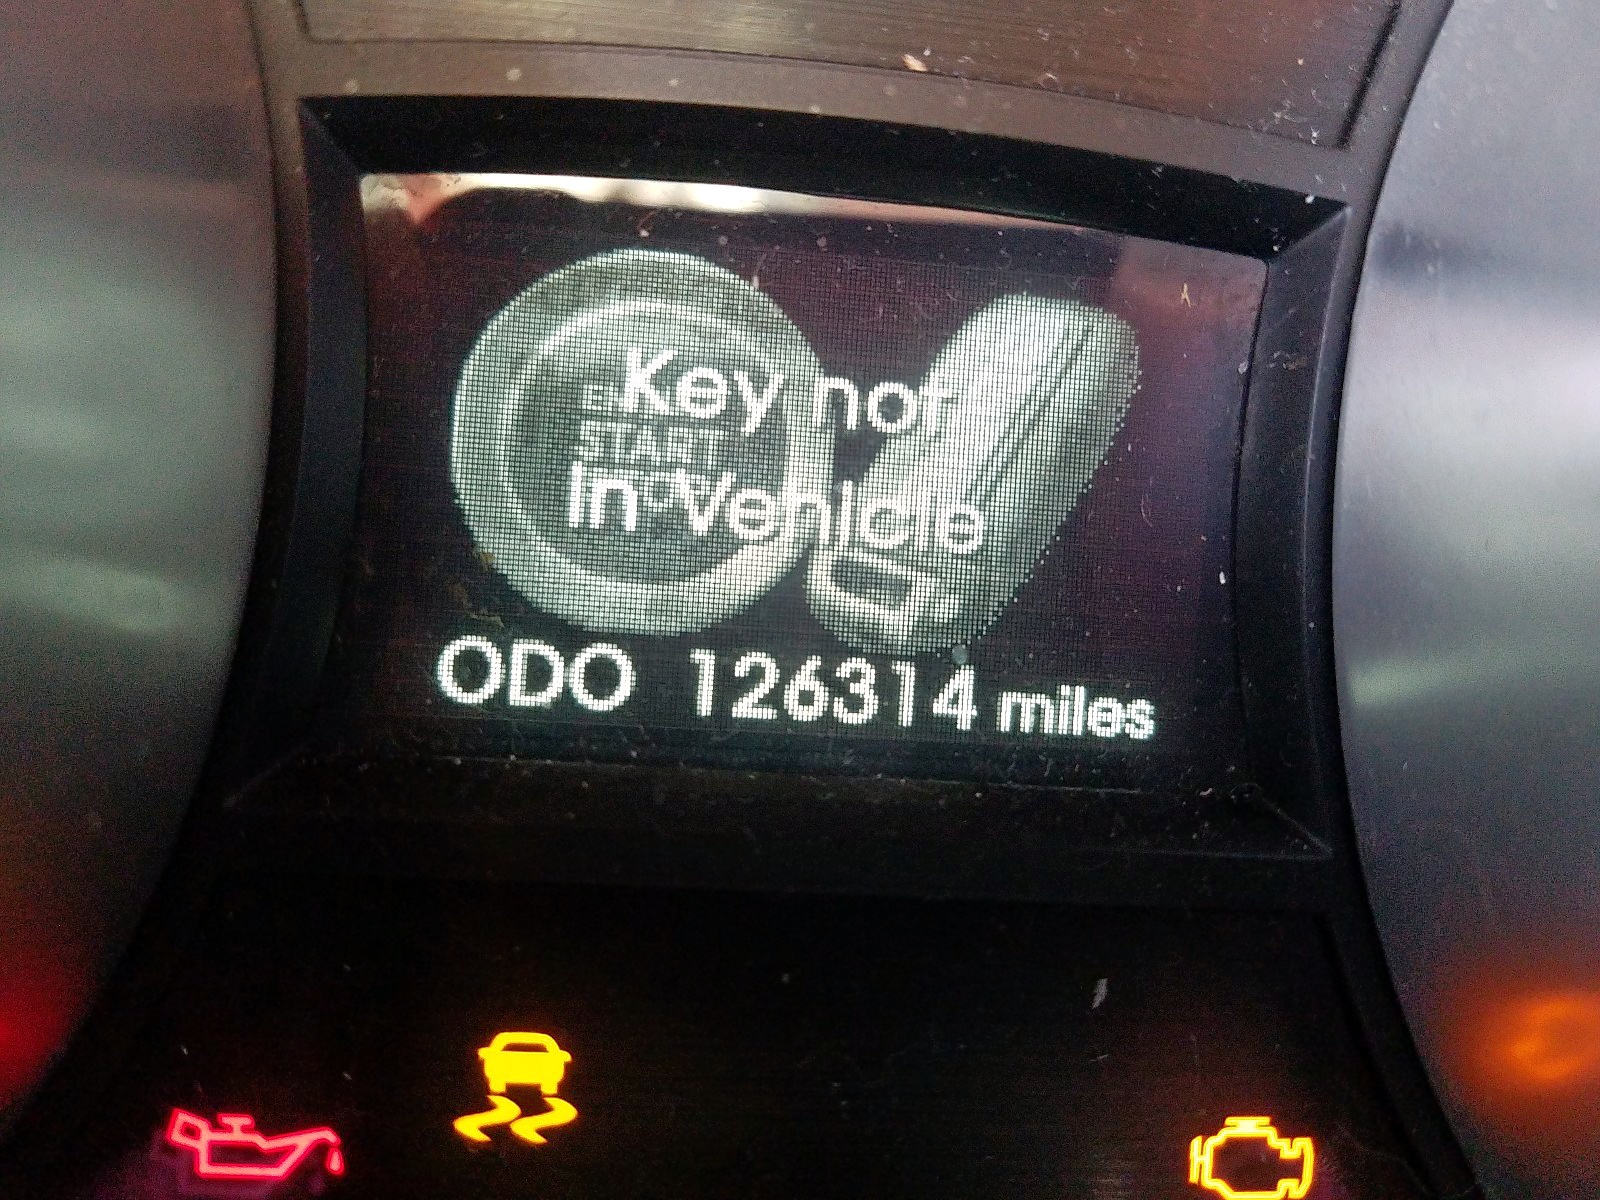 Key not
in Vehicle
START
ODO 126314 miles